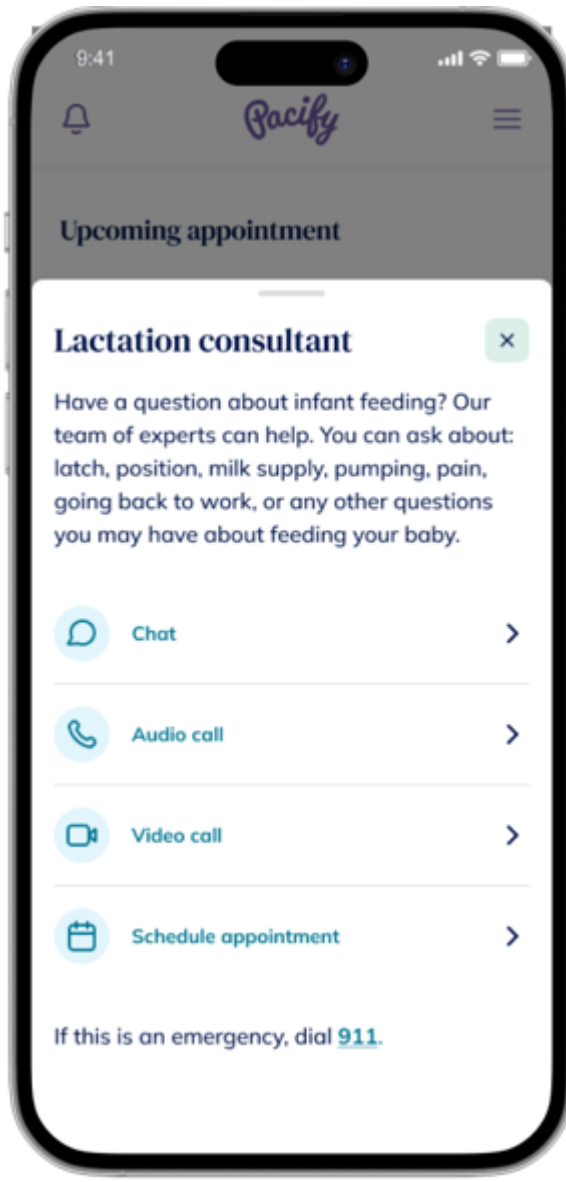 9:41
Pacify
Upcoming appointment
Lactation consultant
Have a question about infant feeding? Our
team of experts can help. You can ask about:
latch, position, milk supply, pumping, pain,
going back to work, or any other questions
you may have about feeding your baby.
Chat
Audio call
Video call
Schedule appointment
If this is an emergency, dial 911.